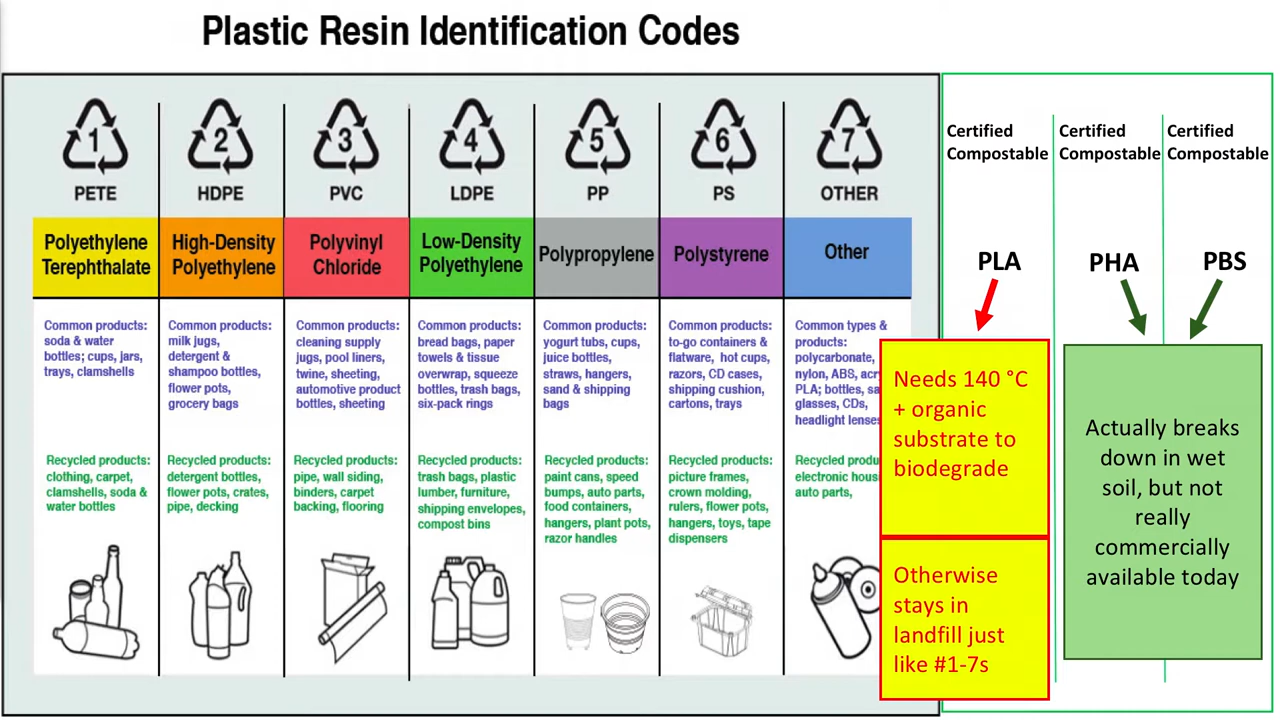 Plastic Resin Identification Codes
1
PETE
Polyethylene
Terephthalate
Common products:
soda & water
bottles; cups, jars,
trays, clamshells
Recycled products:
clothing, carpet,
clamshells, soda &
water bottles
2
HDPE
High-Density
Polyethylene
Common products:
milk jugs,
detergent &
shampoo bottles,
flower pots,
grocery bags
Recycled products:
detergent bottles,
flower pots, crates,
pipe, decking
3
PVC
Polyvinyl
Chloride
Common products:
cleaning supply
jugs, pool liners,
twine, sheeting,
automotive product
bottles, sheeting
Recycled products:
pipe, wall siding,
binders, carpet
backing, flooring
4
LDPE
Low-Density
Polyethylene
Common products:
bread bags, paper
towels & tissue
overwrap, squeeze
bottles, trash bags,
six-pack rings
Recycled products:
trash bags, plastic
lumber, furniture,
shipping envelopes,
compost bins
5
PP
Polypropylene
Common products:
yogurt tubs, cups,
juice bottles,
straws, hangers,
sand & shipping
bags
Recycled products:
paint cans, speed
bumps, auto parts,
food containers,
hangers, plant pots,
razor handles
6
PS
Polystyrene
Common products:
to-go containers &
flatware, hot cups,
razors, CD cases,
shipping cushion,
cartons, trays
Recycled products:
picture frames,
crown molding,
rulers, flower pots,
hangers, toys, tape
dispensers
7
OTHER
Other
Common types &
products:
polycarbonate,
nylon, ABS,
PLA; bottles,
glasses, CDs,
headlight lenses
Recycled
electronic
auto parts,
Certified
Compostable
PLA
Needs 140 °C
+ organic
substrate to
biodegrade
Otherwise
stays in
landfill just
like #1-7s
Certified
Compostable
PHA
Certified
Compostable
PBS
Actually breaks
down in wet
soil, but not
really
commercially
available today